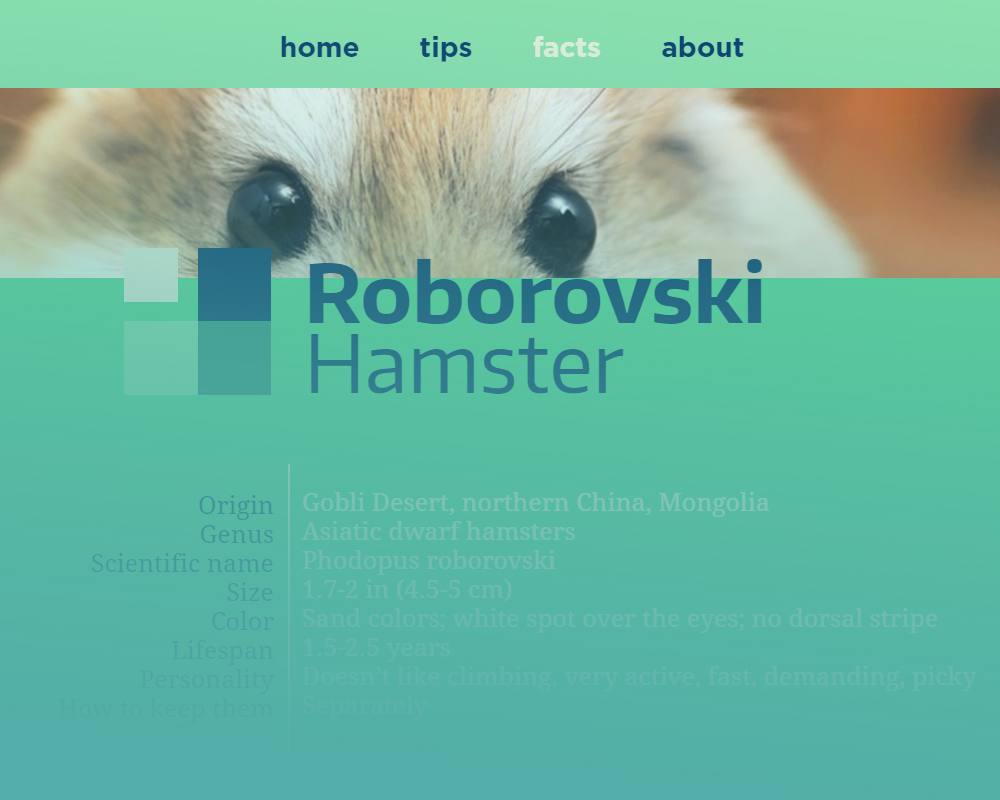 home tips facts about
Roborovski
Hamster
Origin Gobli Desert, northern China, Mongolia
Genus Asiatic dwarf hamsters
Scientific name Phodopus roborovski
Size 1.7-2 in (4.5-5 cm)
Color Sand colors; white spot over the eyes; no dorsal stripe
Lifespan 1.5-2.5 years
Personality Doesn't like climbing, very active, fast, demanding, picky
How to keep them Separately